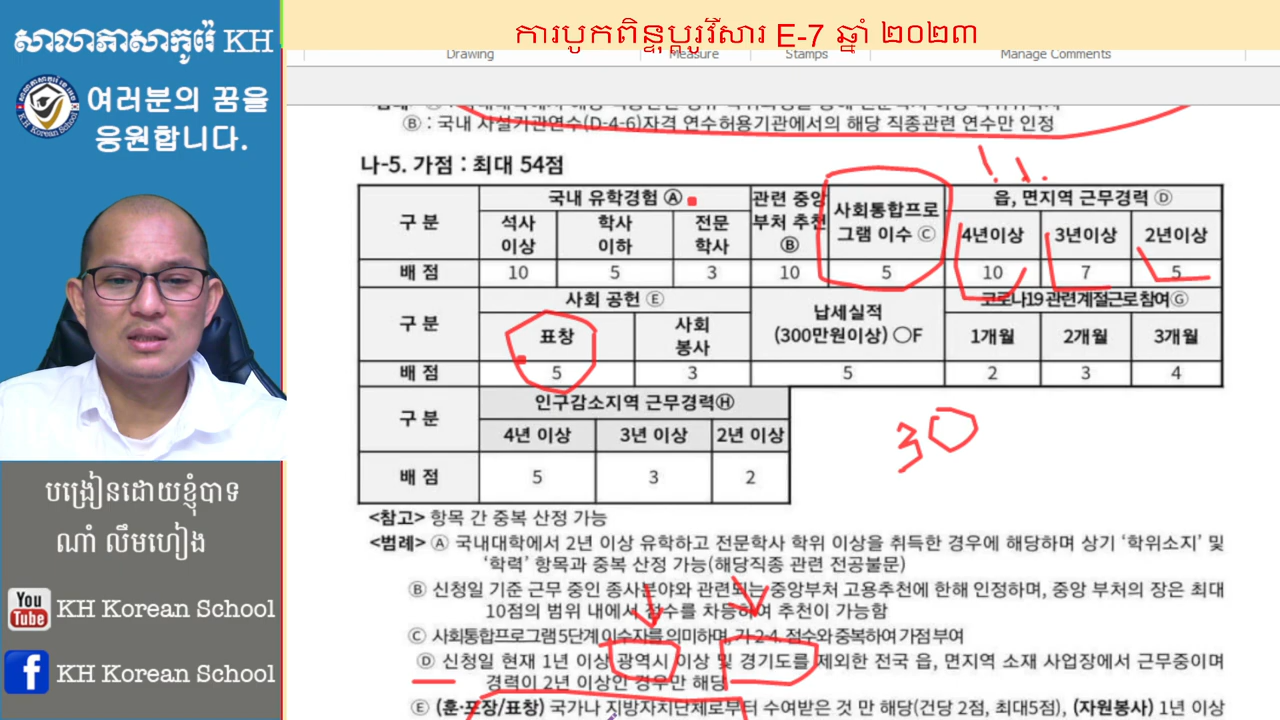 សាលាភាសាកូរ៉េ KH
여러분의 꿈을
응원합니다.
KH Korean School
បង្រៀនដោយខ្ញុំបាទ
ណាំ លឹមហៀង
You Tube KH Korean School
f KH Korean School
ការបូកពិន្ទុប្តូរវីសារ E-7 ឆ្នាំ ២០២៣
Drawing Measure Stamps Manage Comments
Ⓑ : 국내 사설기관연수(D-4-6)자격 연수허용기관에서의 해당 직종관련 연수만 인정
나-5. 가점 : 최대 54점
구 분 국내 유학경험 Ⓐ 관련 중앙부처 추천 Ⓑ 사회통합프로그램 이수 Ⓒ 읍, 면지역 근무경력 Ⓓ
석사 이상 학사 이하 전문 학사 4년이상 3년이상 2년이상
배 점 10 5 3 10 5 10 7 5
구 분 사회 공헌 Ⓔ 납세실적 (300만원이상) ○F 코로나19 관련 계절근로 참여 Ⓖ
표창 사회 봉사 1개월 2개월 3개월
배 점 5 3 5 2 3 4
구 분 인구감소지역 근무경력Ⓗ
4년 이상 3년 이상 2년 이상
배 점 5 3 2
30
<참고> 항목 간 중복 산정 가능
<범례> Ⓐ 국내대학에서 2년 이상 유학하고 전문학사 학위 이상을 취득한 경우에 해당하며 상기 ‘학위소지’ 및
‘학력’ 항목과 중복 산정 가능(해당직종 관련 전공불문)
Ⓑ 신청일 기준 근무 중인 종사분야와 관련되는 중앙부처 고용추천에 한해 인정하며, 중앙 부처의 장은 최대
10점의 범위 내에서 점수를 차등하여 추천이 가능함
Ⓒ 사회통합프로그램 5단계 이수자를 의미하며, 가 2-4. 점수와 중복하여 가점 부여
Ⓓ 신청일 현재 1년 이상 광역시 이상 및 경기도를 제외한 전국 읍, 면지역 소재 사업장에서 근무중이며
경력이 2년 이상인 경우만 해당
Ⓔ (훈·포장/표창) 국가나 지방자치단체로부터 수여받은 것 만 해당(건당 2점, 최대5점), (자원봉사) 1년 이상